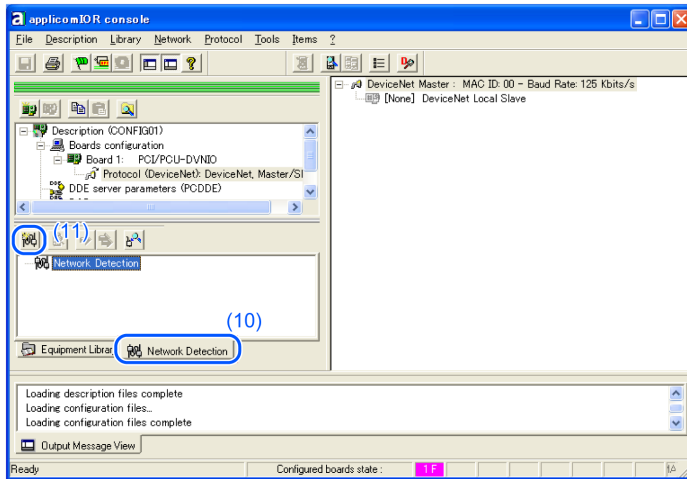 applicomIOR console
File Description Library Network Protocol Tools Items ?
DeviceNet Master : MAC ID: 00 - Baud Rate: 125 Kbits/s
[None] DeviceNet Local Slave
Description (CONFIG01)
Boards configuration
Board 1: PCI/PCU-DVNIO
Protocol (DeviceNet): DeviceNet, Master/Sl
DDE server parameters (PCDDE)
(11)
Network Detection
(10)
Equipment Librar
Network Detection
Loading description files complete
Loading configuration files...
Loading configuration files complete
Output Message View
Ready Configured boards state : 1 F